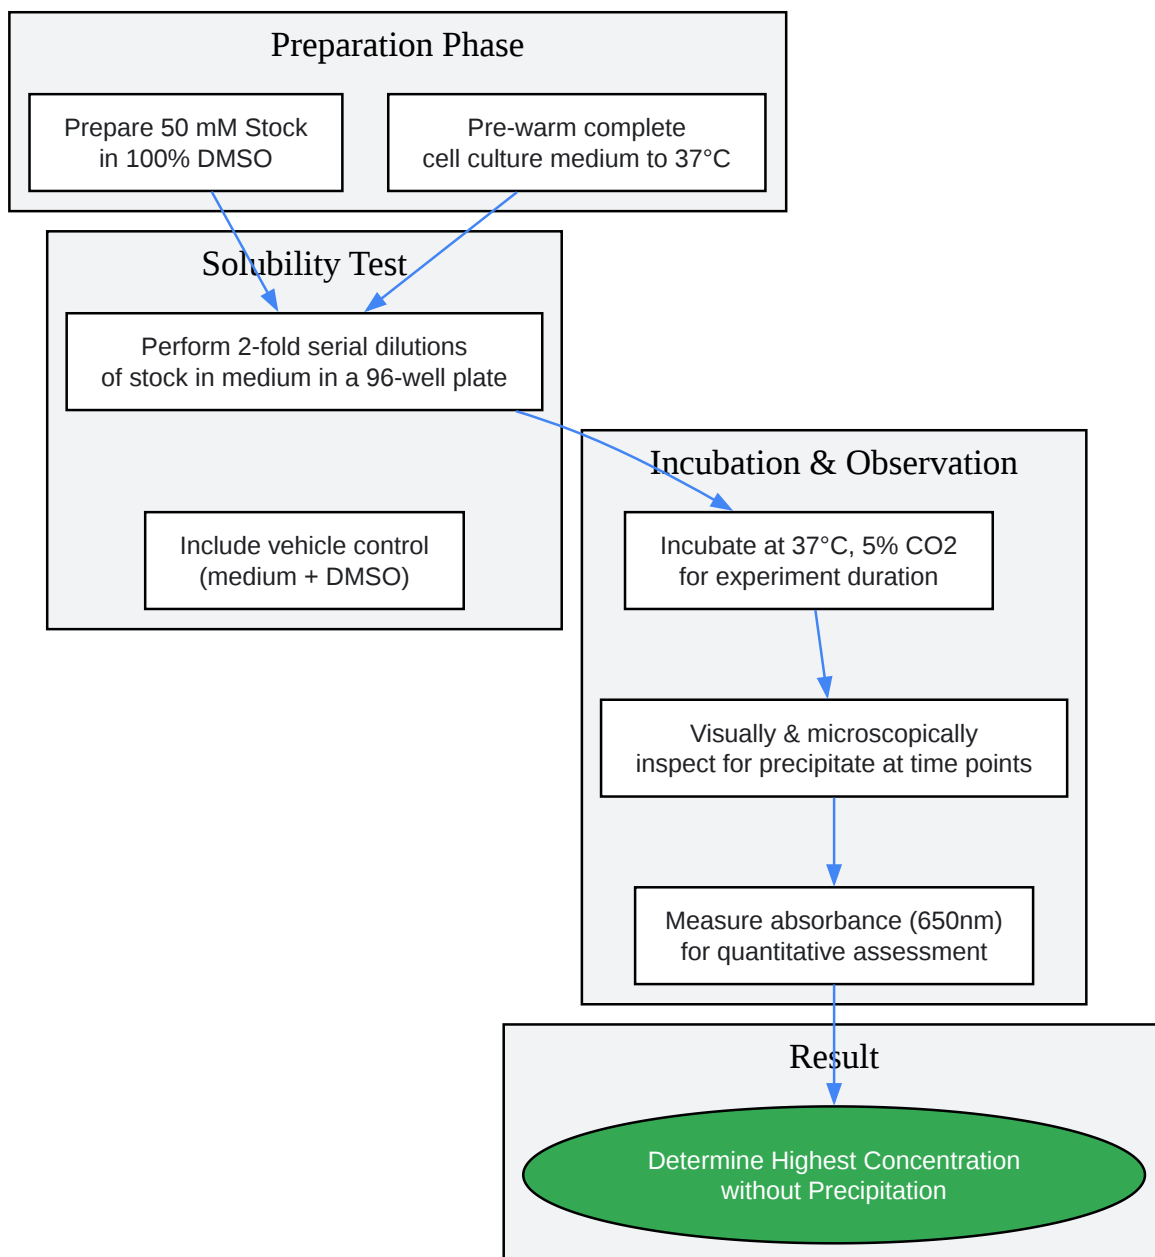 Preparation Phase
Prepare 50 mM Stock
in 100% DMSO
Pre-warm complete
cell culture medium to 37°C
Solubility Test
Perform 2-fold serial dilutions
of stock in medium in a 96-well plate
Include vehicle control
(medium + DMSO)
Incubation & Observation
Incubate at 37°C, 5% CO2
for experiment duration
Visually & microscopically
inspect for precipitate at time points
Measure absorbance (650nm)
for quantitative assessment
Result
Determine Highest Concentration
without Precipitation